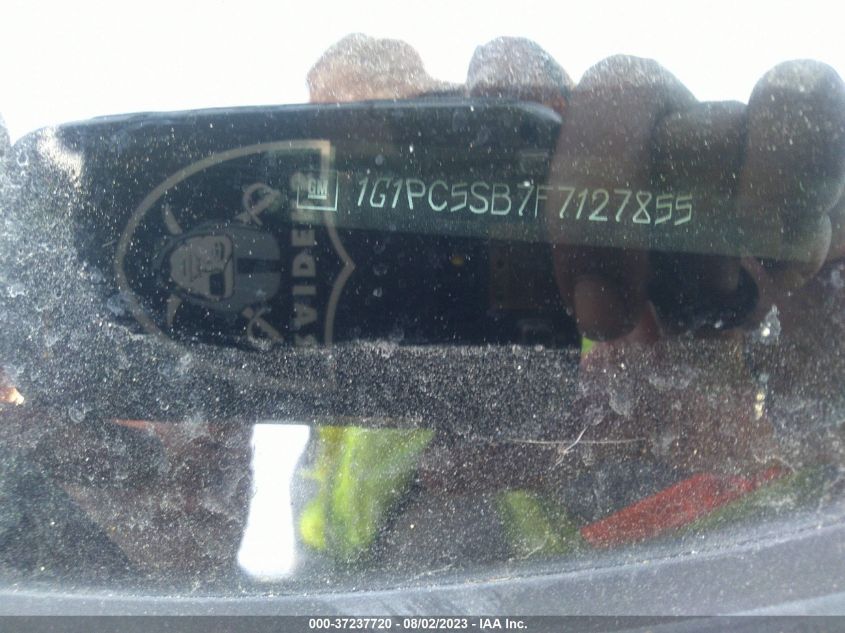 GM 1G1PC5SB7F7127855
RAIDERS
000-37237720 - 08/02/2023 - IAA Inc.